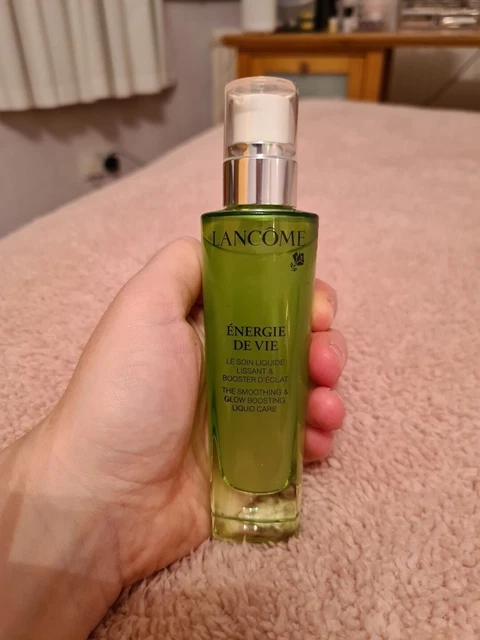 LANCÔME
ÉNERGIE
DE VIE
LE SOIN LIQUIDE
LISSANT &
BOOSTER D'ÉCLAT
THE SMOOTHING &
GLOW BOOSTING
LIQUID CARE